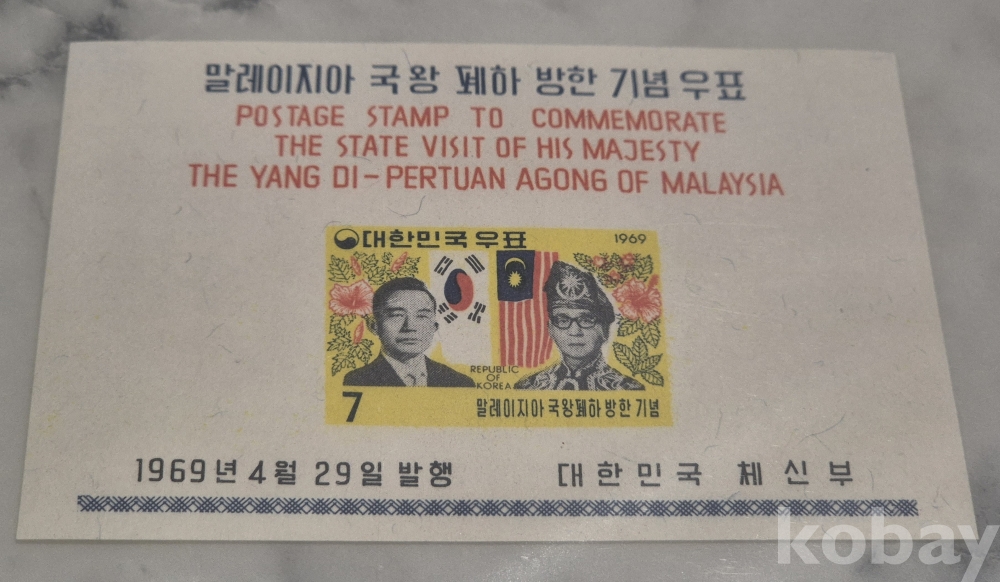 말레이지아 국왕 폐하 방한 기념 우표
POSTAGE STAMP TO COMMEMORATE
THE STATE VISIT OF HIS MAJESTY
THE YANG DI-PERTUAN AGONG OF MALAYSIA
대한민국우표 1969
REPUBLIC
OF
KOREA
7 말레이지아 국왕폐하 방한 기념
1969년 4월 29일 발행 대한민국 체신부
kobay